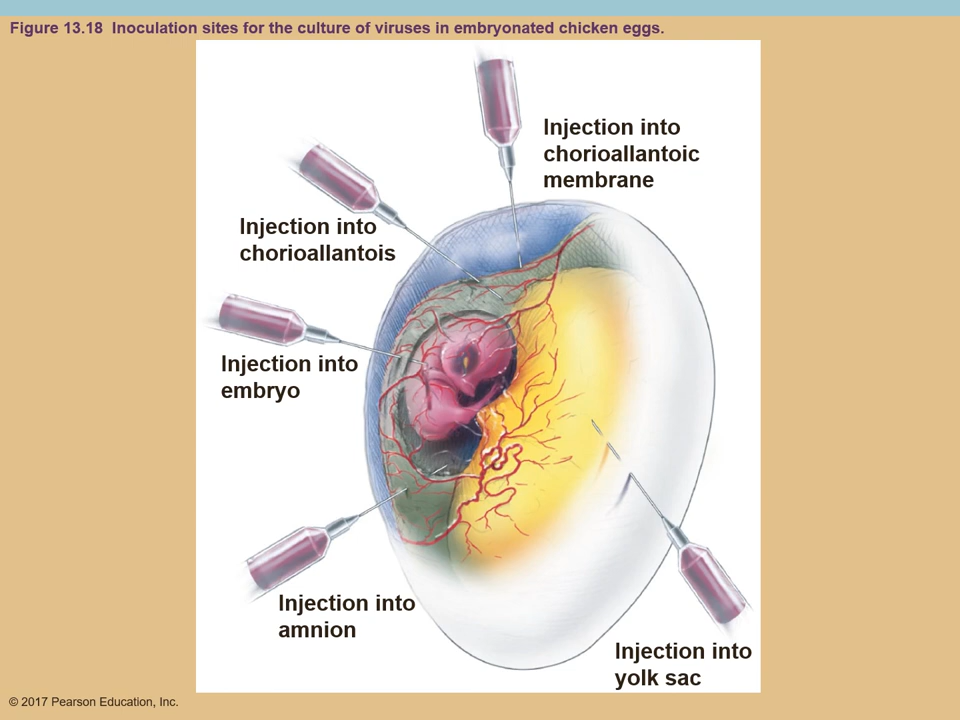 Figure 13.18 Inoculation sites for the culture of viruses in embryonated chicken eggs.
Injection into
chorioallantoic
membrane
Injection into
chorioallantois
Injection into
embryo
Injection into
amnion
Injection into
yolk sac
© 2017 Pearson Education, Inc.